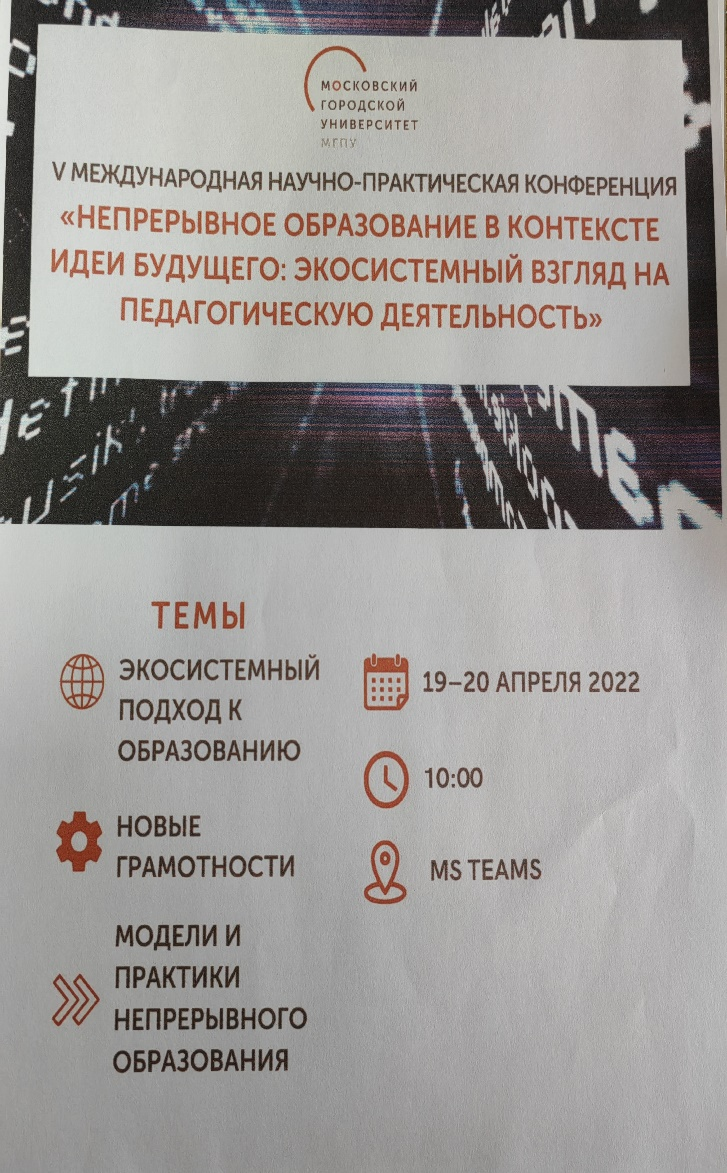 МОСКОВСКИЙ
ГОРОДСКОЙ
УНИВЕРСИТЕТ
МГПУ
V МЕЖДУНАРОДНАЯ НАУЧНО-ПРАКТИЧЕСКАЯ КОНФЕРЕНЦИЯ
«НЕПРЕРЫВНОЕ ОБРАЗОВАНИЕ В КОНТЕКСТЕ
ИДЕИ БУДУЩЕГО: ЭКОСИСТЕМНЫЙ ВЗГЛЯД НА
ПЕДАГОГИЧЕСКУЮ ДЕЯТЕЛЬНОСТЬ»
ТЕМЫ
ЭКОСИСТЕМНЫЙ
ПОДХОД К
ОБРАЗОВАНИЮ
НОВЫЕ
ГРАМОТНОСТИ
МОДЕЛИ И
ПРАКТИКИ
НЕПРЕРЫВНОГО
ОБРАЗОВАНИЯ
19–20 АПРЕЛЯ 2022
10:00
MS TEAMS